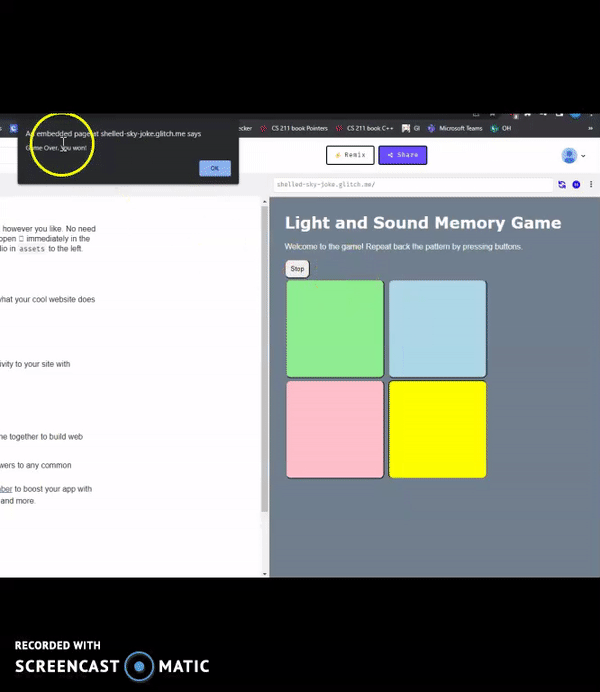 An embedded page at shelled-sky-joke.glitch.me says
Game Over. you won!
OK
ecker
CS 211 book Pointers
CS 211 book C++
GI
Microsoft Teams
OH
Remix
Share
shelled-sky-joke.glitch.me/
however you like. No need
open immediately in the
dio in assets to the left.
what your cool website does
tivity to your site with
me together to build web
wers to any common
ber to boost your app with
and more.
Light and Sound Memory Game
Welcome to the game! Repeat back the pattern by pressing buttons.
Stop
RECORDED WITH
SCREENCAST MATIC